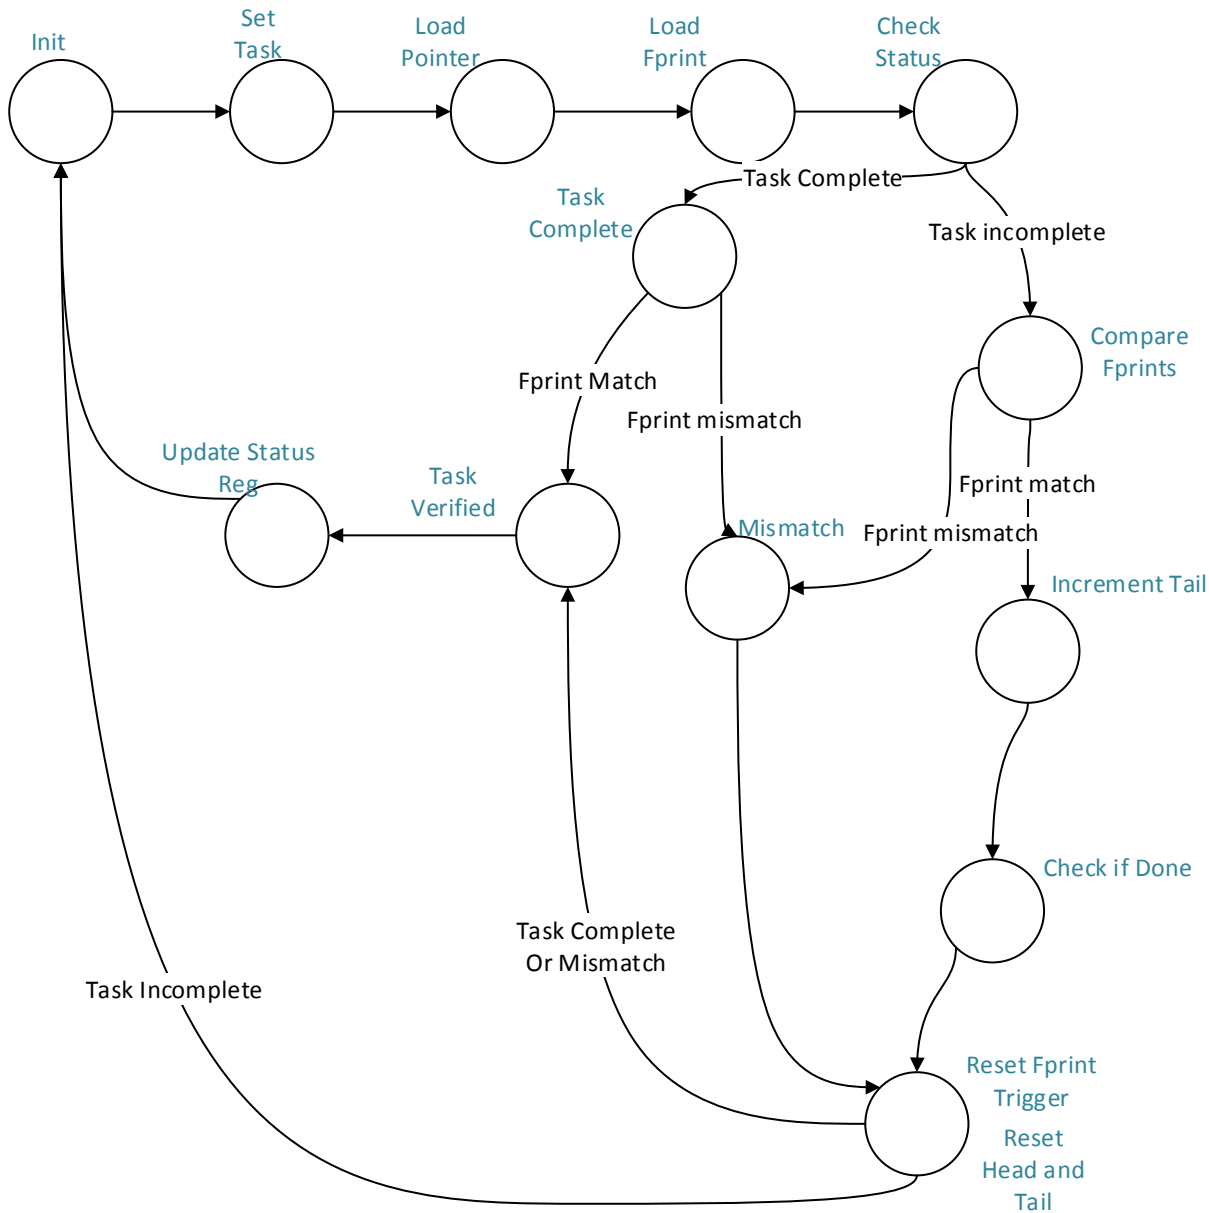 Init
Set
Task
Load
Pointer
Load
Fprint
Check
Status
Task Complete
Task
Complete
Task incomplete
Compare
Fprints
Fprint Match
Fprint mismatch
Update Status
Reg
Task
Verified
Fprint match
Mismatch
Fprint mismatch
Increment Tail
Check if Done
Task Complete
Or Mismatch
Task Incomplete
Reset Fprint
Trigger
Reset
Head and
Tail